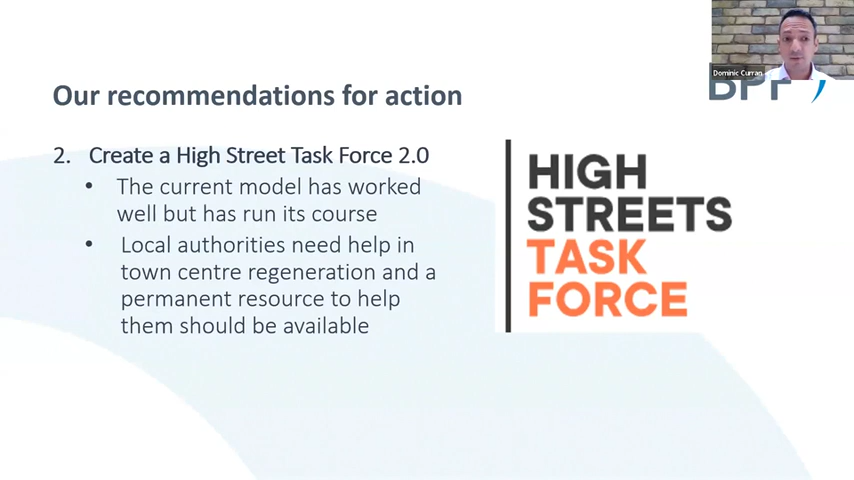 Dominic Curran
BPF
Our recommendations for action
2. Create a High Street Task Force 2.0
• The current model has worked
well but has run its course
• Local authorities need help in
town centre regeneration and a
permanent resource to help
them should be available
HIGH
STREETS
TASK
FORCE